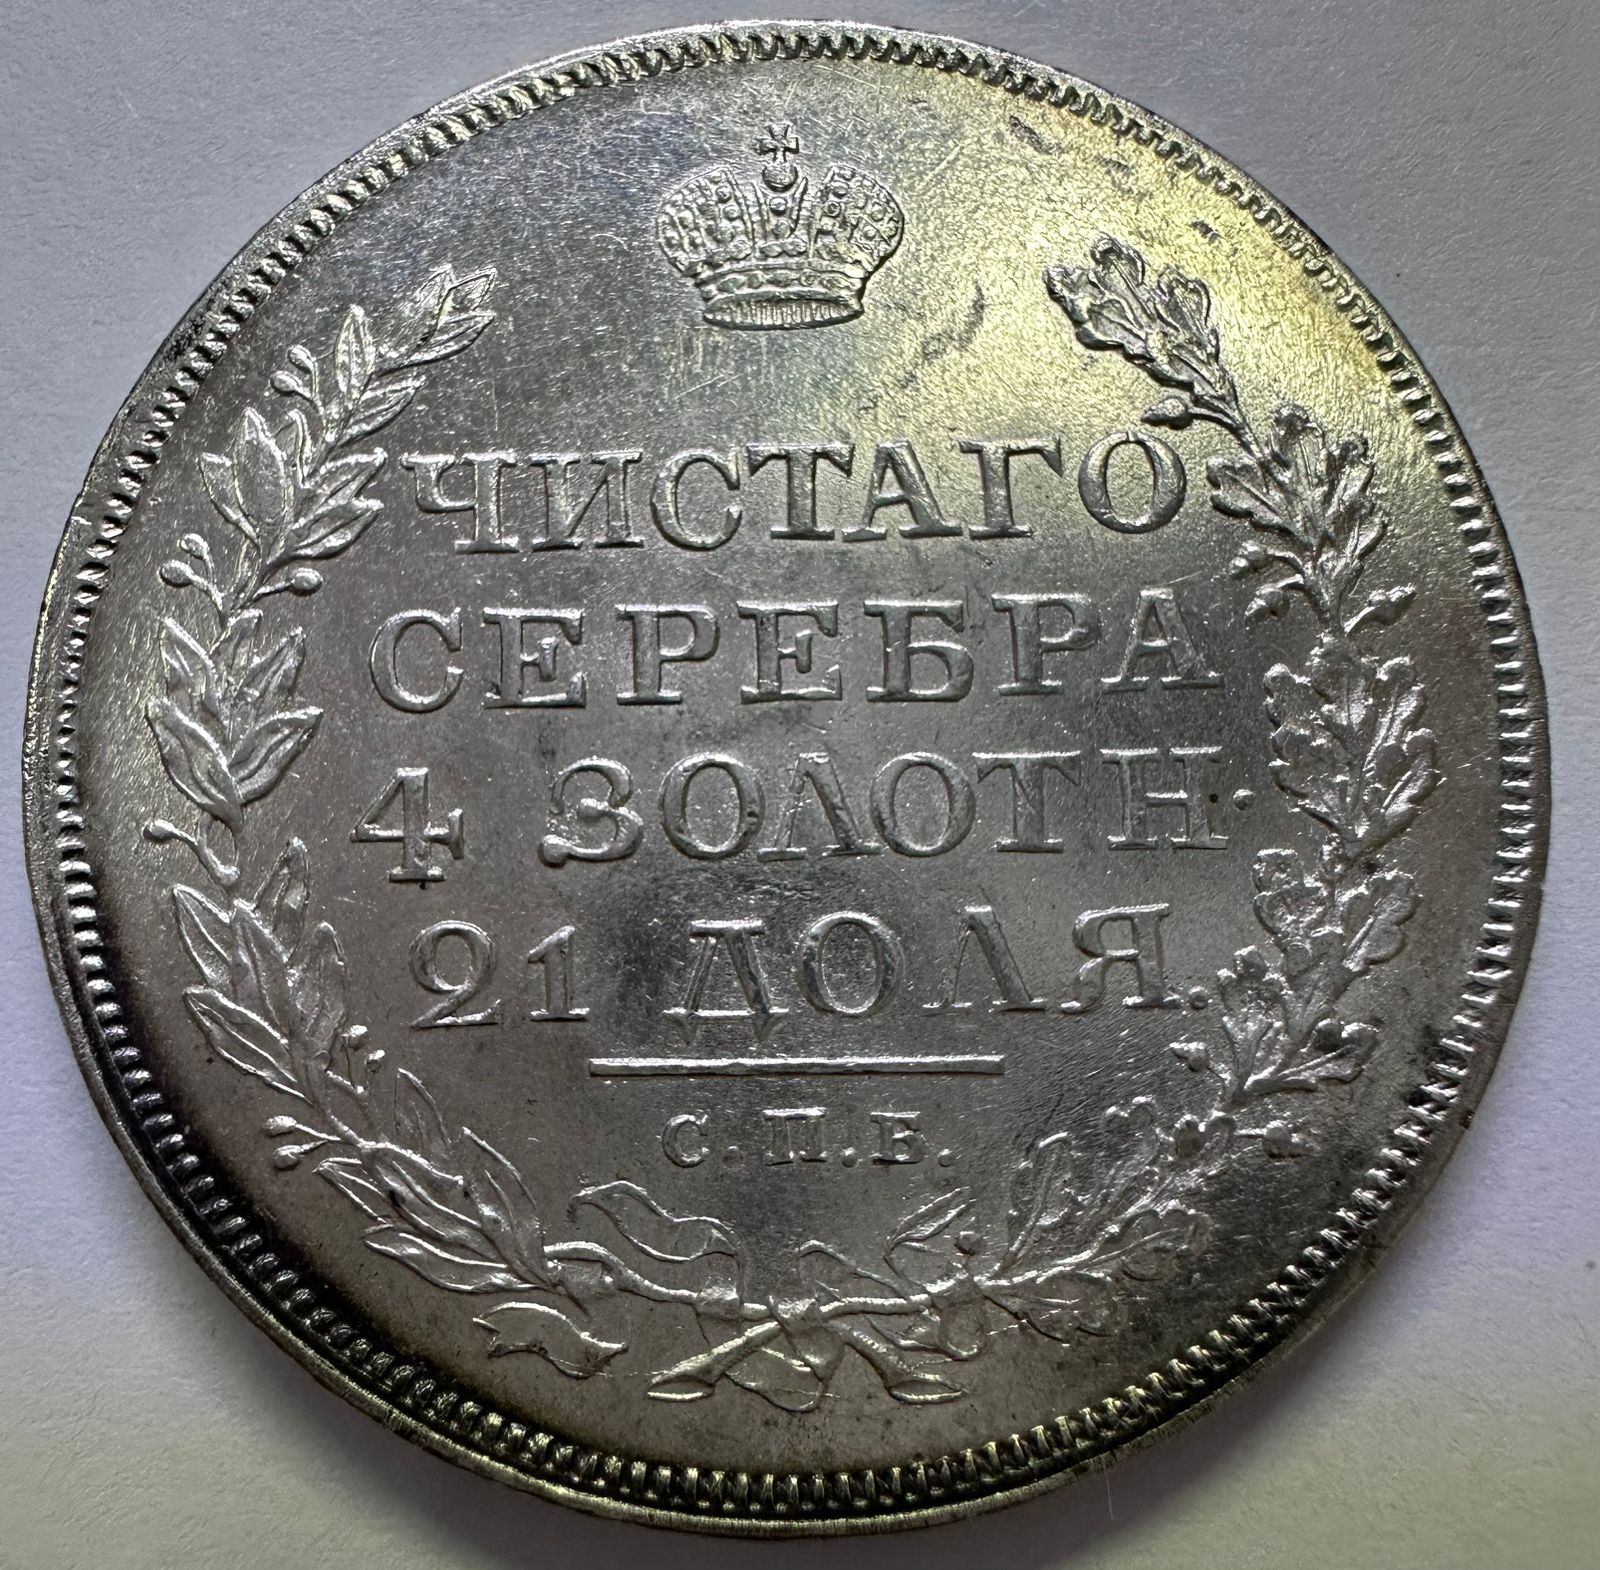 ЧИСТАГО
СЕРЕБРА
4 ЗОЛОТН·
21 ДОЛЯ.
С.П.Б.